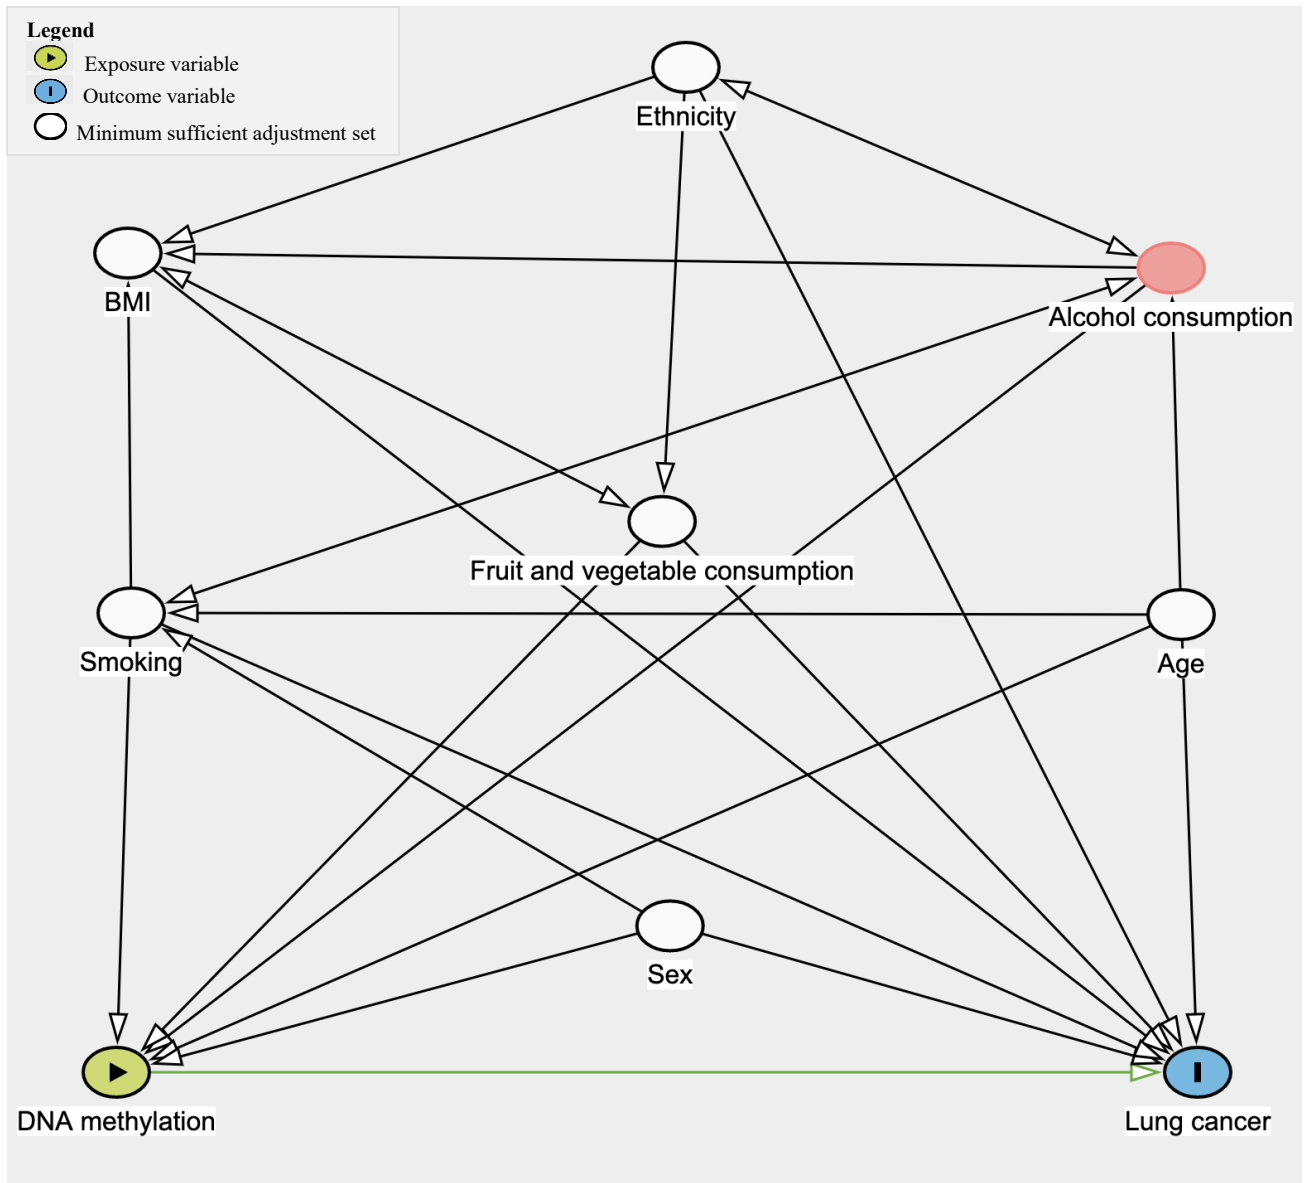 Legend
Exposure variable
Outcome variable
Minimum sufficient adjustment set
Ethnicity
BMI
Alcohol consumption
Fruit and vegetable consumption
Smoking
Age
Sex
DNA methylation
Lung cancer